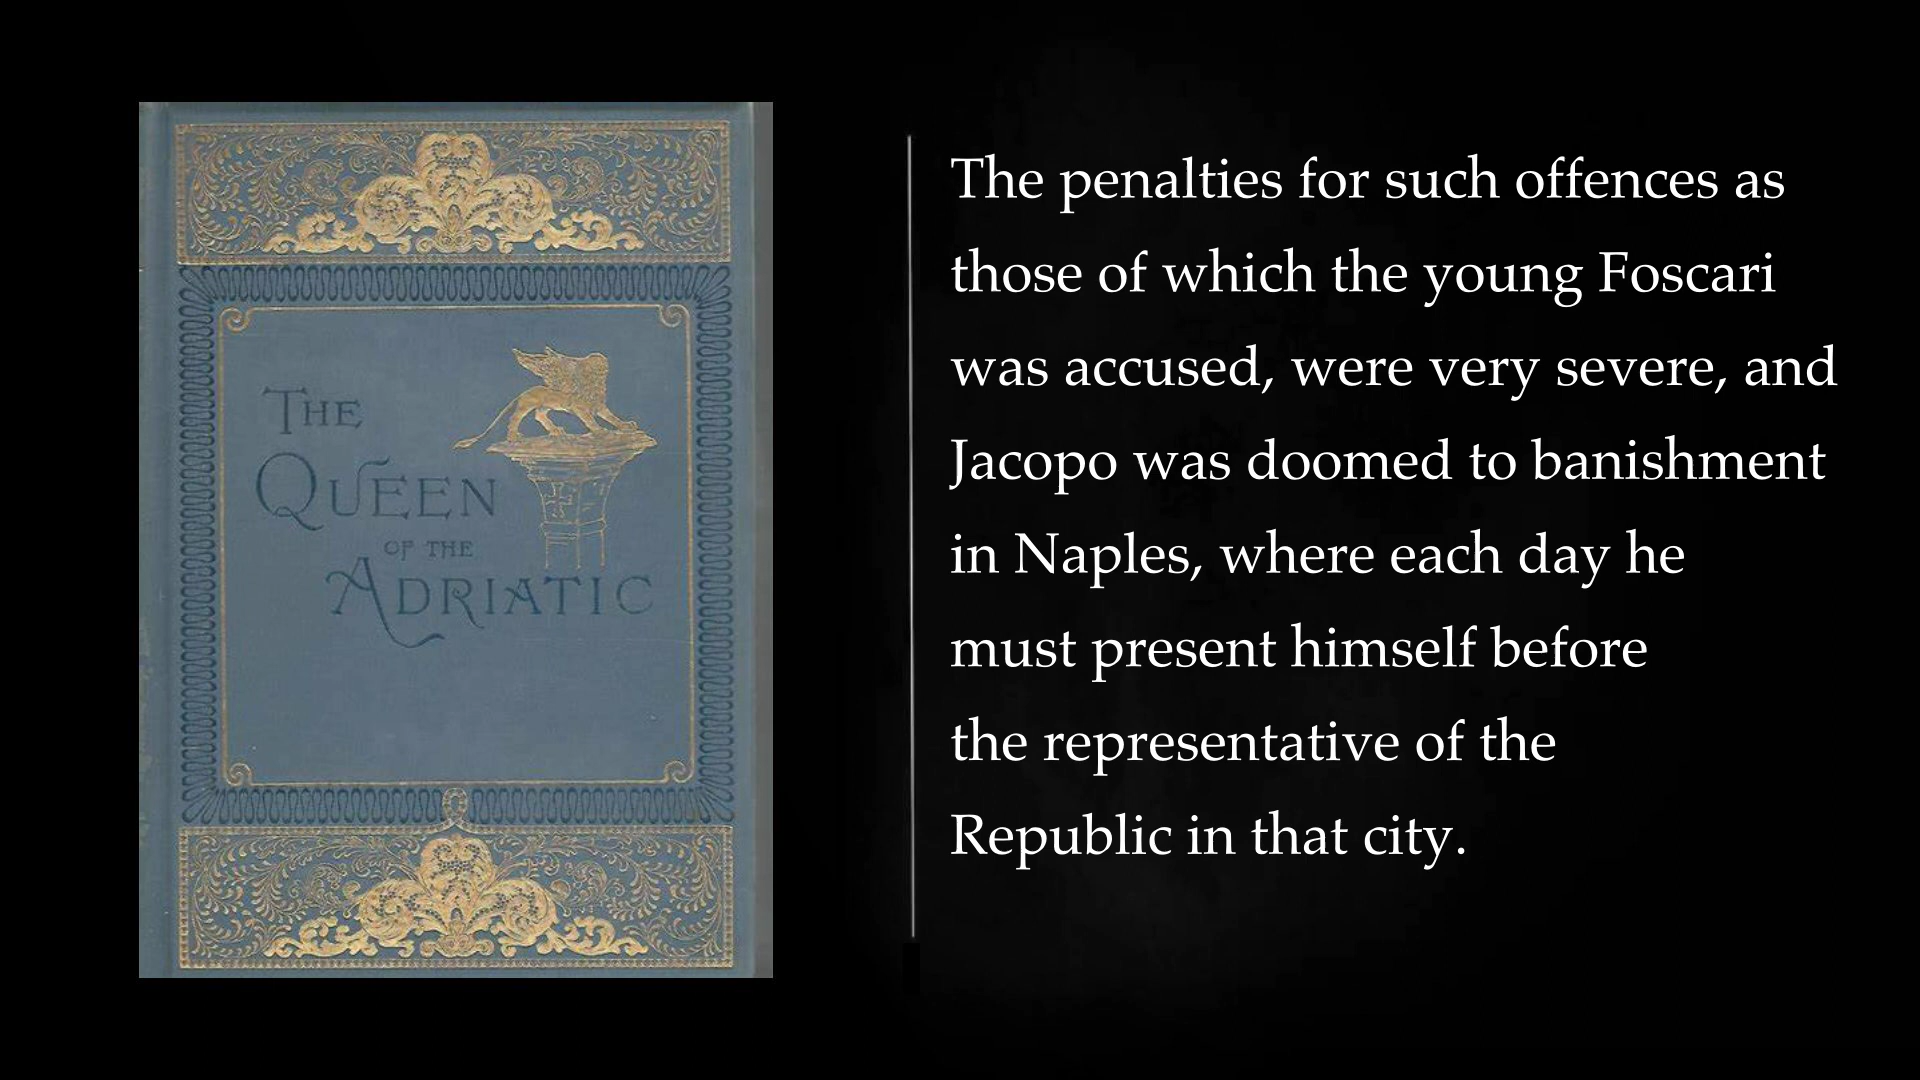 The
Queen
of the
Adriatic
The penalties for such offences as
those of which the young Foscari
was accused, were very severe, and
Jacopo was doomed to banishment
in Naples, where each day he
must present himself before
the representative of the
Republic in that city.